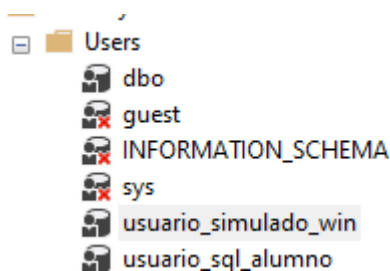 Users
dbo
guest
INFORMATION_SCHEMA
sys
usuario_simulado_win
usuario_sql_alumno